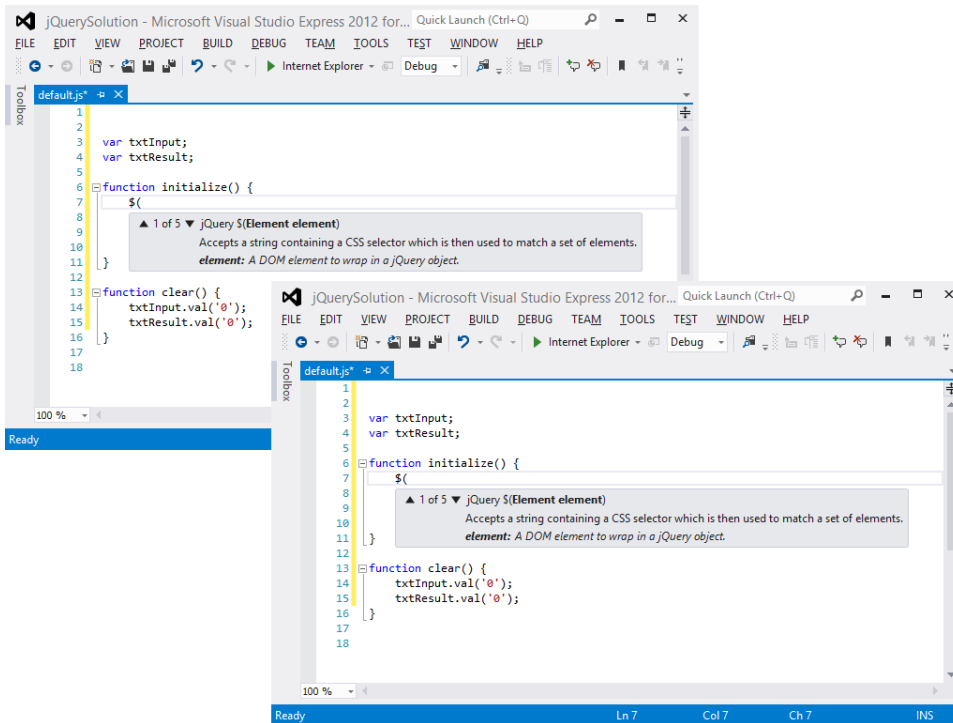 jQuerySolution - Microsoft Visual Studio Express 2012 for... Quick Launch (Ctrl+Q)
FILE EDIT VIEW PROJECT BUILD DEBUG TEAM TOOLS TEST WINDOW HELP
Internet Explorer Debug
Toolbox
default.js*
1
2
3 var txtInput;
4 var txtResult;
5
6 function initialize() {
7 $(
8 1 of 5 jQuery $(Element element)
9 Accepts a string containing a CSS selector which is then used to match a set of elements.
10 element: A DOM element to wrap in a jQuery object.
11 }
12
13 function clear() {
14 txtInput.val('0');
15 txtResult.val('0');
16 }
17
18
100 %
Ready
jQuerySolution - Microsoft Visual Studio Express 2012 for... Quick Launch (Ctrl+Q)
FILE EDIT VIEW PROJECT BUILD DEBUG TEAM TOOLS TEST WINDOW HELP
Internet Explorer Debug
Toolbox
default.js*
1
2
3 var txtInput;
4 var txtResult;
5
6 function initialize() {
7 $(
8 1 of 5 jQuery $(Element element)
9 Accepts a string containing a CSS selector which is then used to match a set of elements.
10 element: A DOM element to wrap in a jQuery object.
11 }
12
13 function clear() {
14 txtInput.val('0');
15 txtResult.val('0');
16 }
17
18
100 %
Ready Ln 7 Col 7 Ch 7 INS